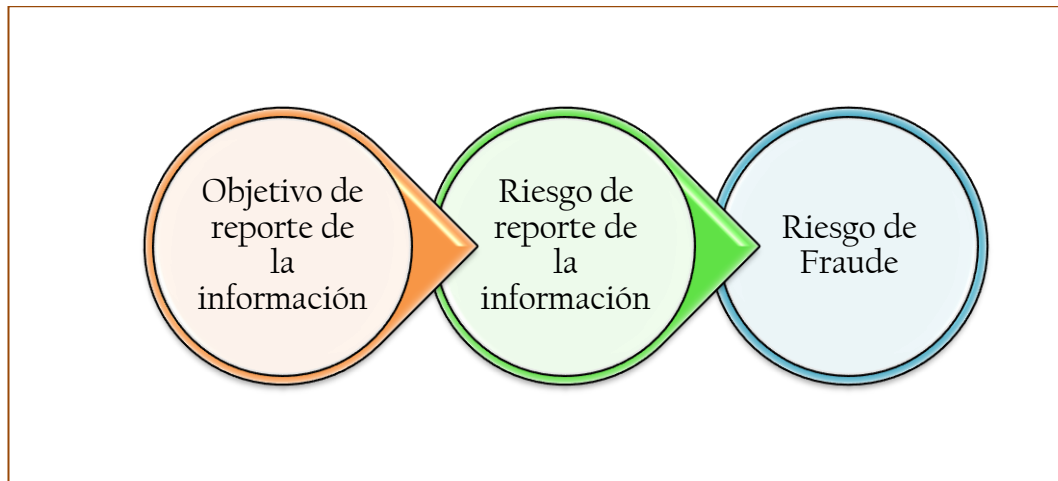 Objetivo de
reporte de
la
información
Riesgo de
reporte de
la
información
Riesgo de
Fraude